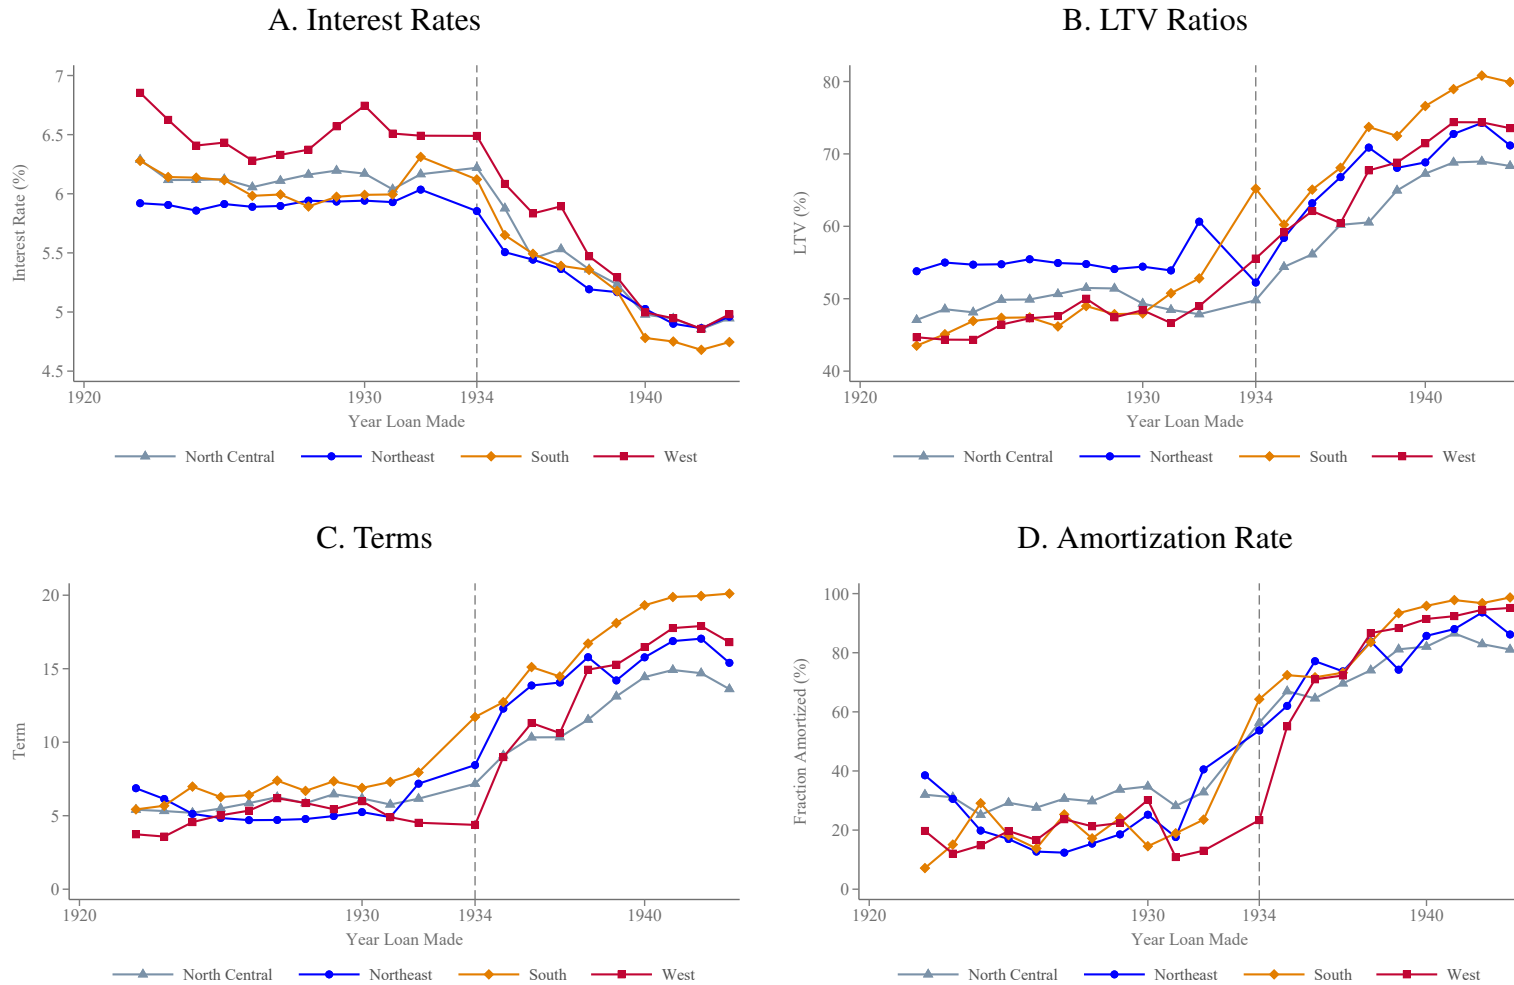 A. Interest Rates
Interest Rate (%)
7
6.5
6
5.5
5
4.5
1920
1930
1934
1940
Year Loan Made
North Central
Northeast
South
West
B. LTV Ratios
LTV (%)
80
70
60
50
40
1920
1930
1934
1940
Year Loan Made
North Central
Northeast
South
West
C. Terms
Term
20
15
10
5
0
1920
1930
1934
1940
Year Loan Made
North Central
Northeast
South
West
D. Amortization Rate
Fraction Amortized (%)
100
80
60
40
20
0
1920
1930
1934
1940
Year Loan Made
North Central
Northeast
South
West